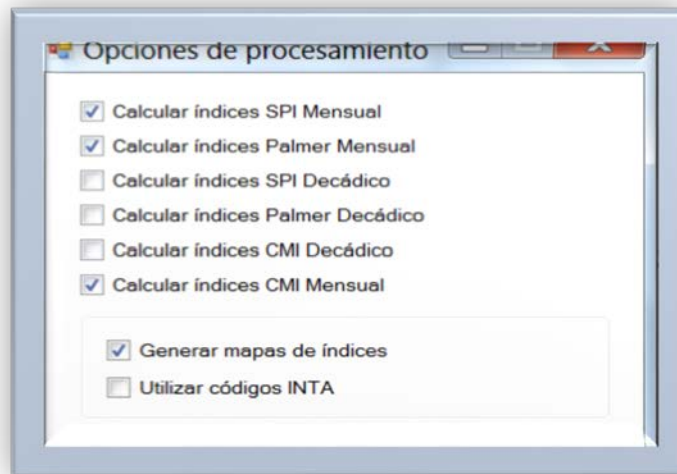 Opciones de procesamiento
Calcular índices SPI Mensual
Calcular índices Palmer Mensual
Calcular índices SPI Decádico
Calcular índices Palmer Decádico
Calcular índices CMI Decádico
Calcular índices CMI Mensual
Generar mapas de índices
Utilizar códigos INTA